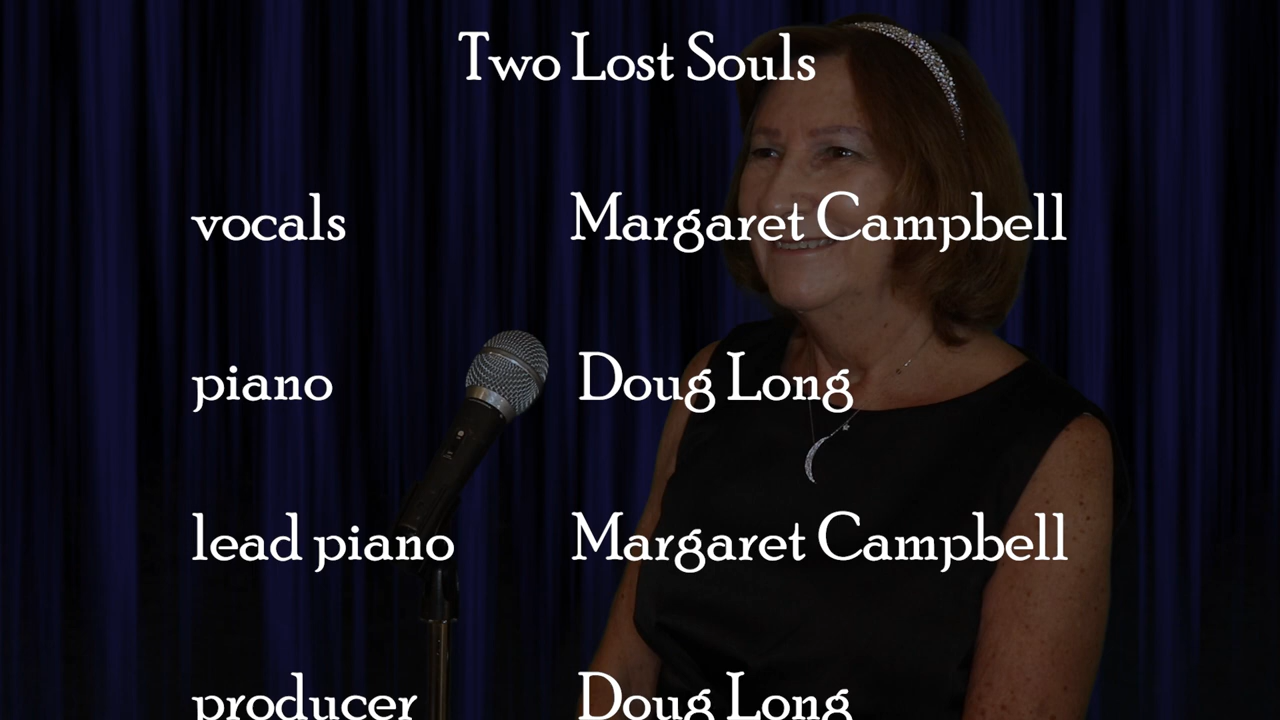 Two Lost Souls
vocals Margaret Campbell
piano Doug Long
lead piano Margaret Campbell
producer Doug Long